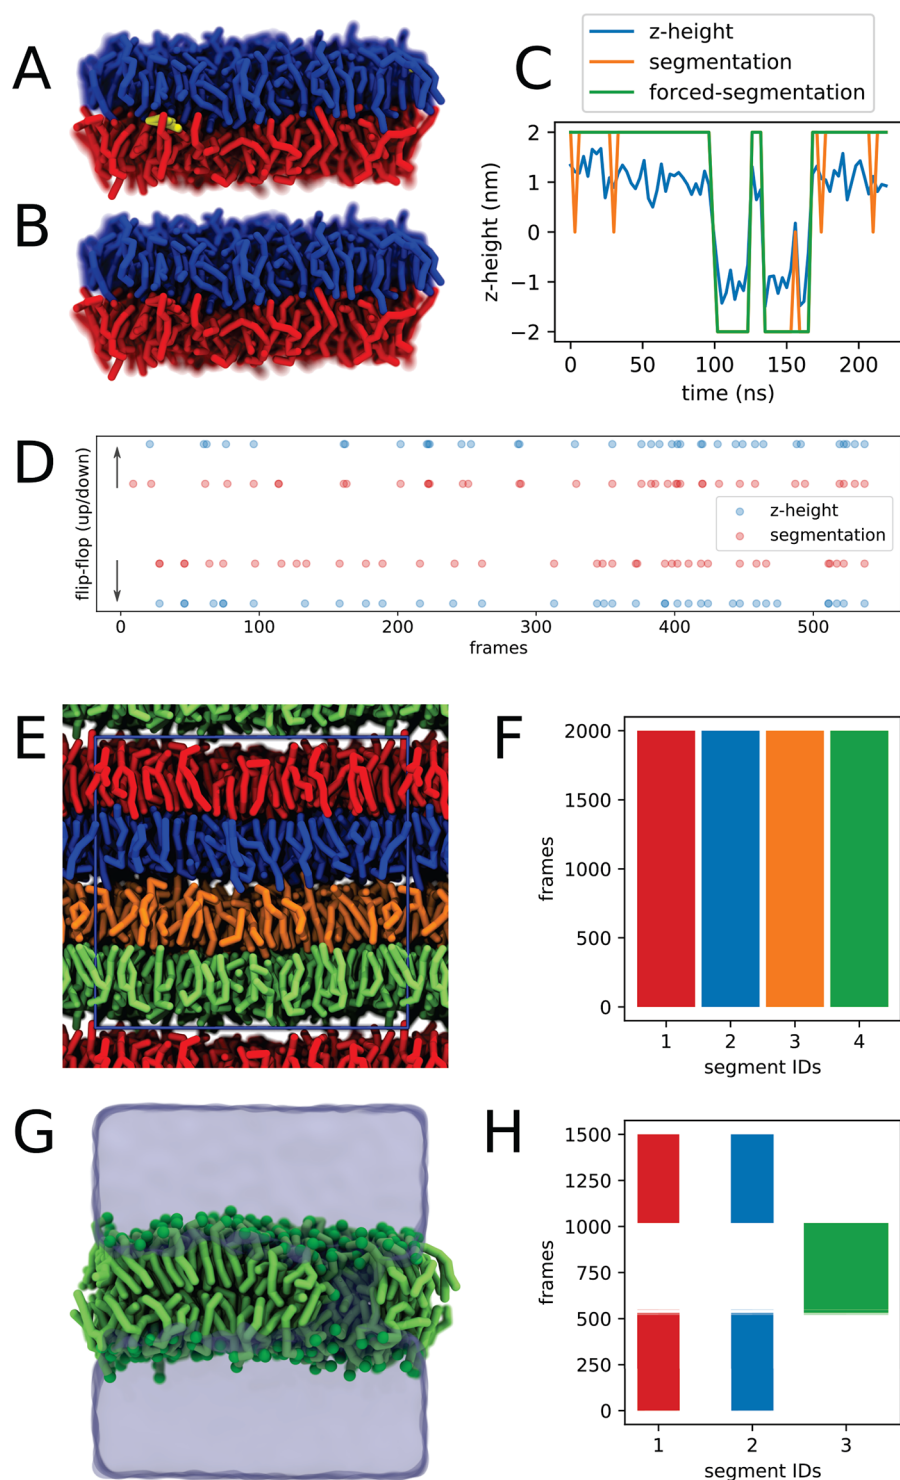 A
B
C
z-height
segmentation
forced-segmentation
z-height (nm)
2
1
0
−1
−2
0 50 100 150 200
time (ns)
D
flip-flop (up/down)
z-height
segmentation
0 100 200 300 400 500
frames
E
F
frames
2000
1500
1000
500
0
1 2 3 4
segment IDs
G
H
frames
1500
1250
1000
750
500
250
0
1 2 3
segment IDs